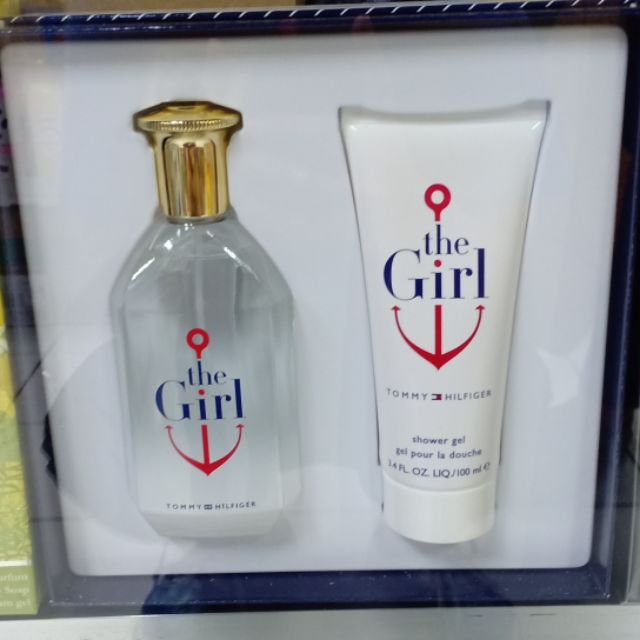 the
Girl
TOMMY HILFIGER
the
Girl
TOMMY HILFIGER
shower gel
gel pour la douche
3.4 FL. OZ. LIQ/100 ml e